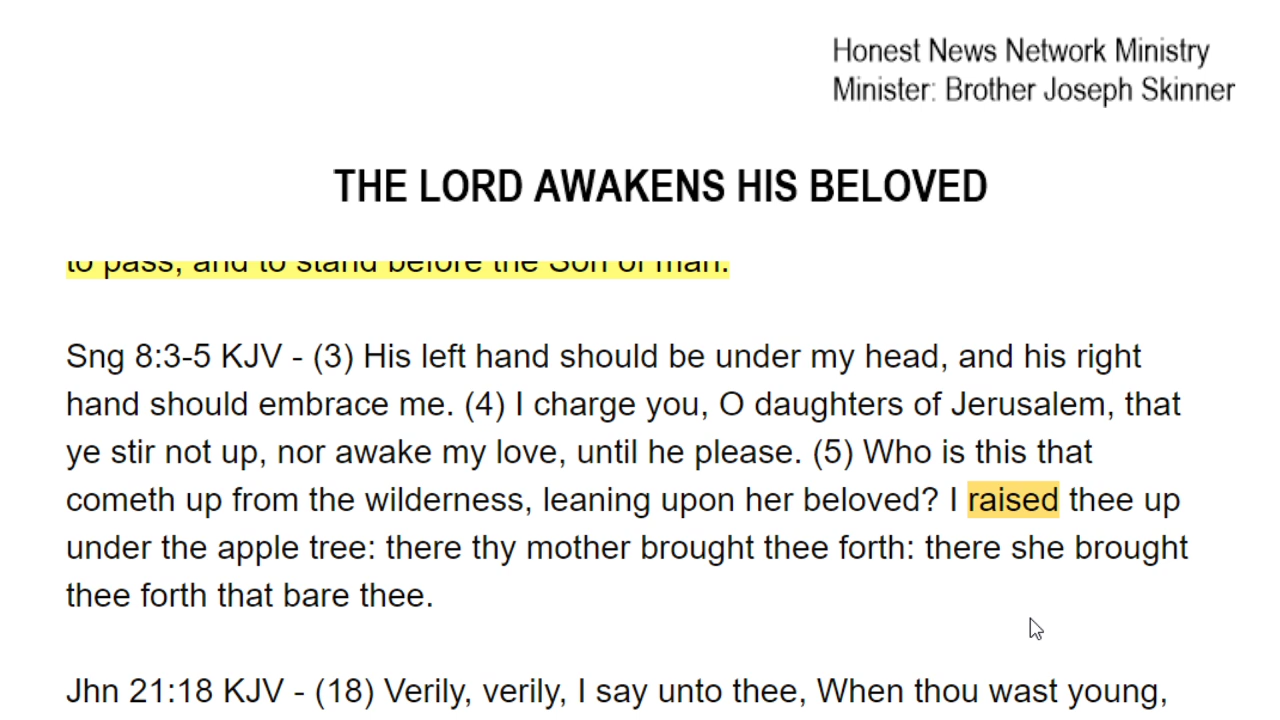 Honest News Network Ministry
Minister: Brother Joseph Skinner
THE LORD AWAKENS HIS BELOVED
to pass, and to stand before the Son of man.
Sng 8:3-5 KJV - (3) His left hand should be under my head, and his right
hand should embrace me. (4) I charge you, O daughters of Jerusalem, that
ye stir not up, nor awake my love, until he please. (5) Who is this that
cometh up from the wilderness, leaning upon her beloved? I raised thee up
under the apple tree: there thy mother brought thee forth: there she brought
thee forth that bare thee.
Jhn 21:18 KJV - (18) Verily, verily, I say unto thee, When thou wast young,